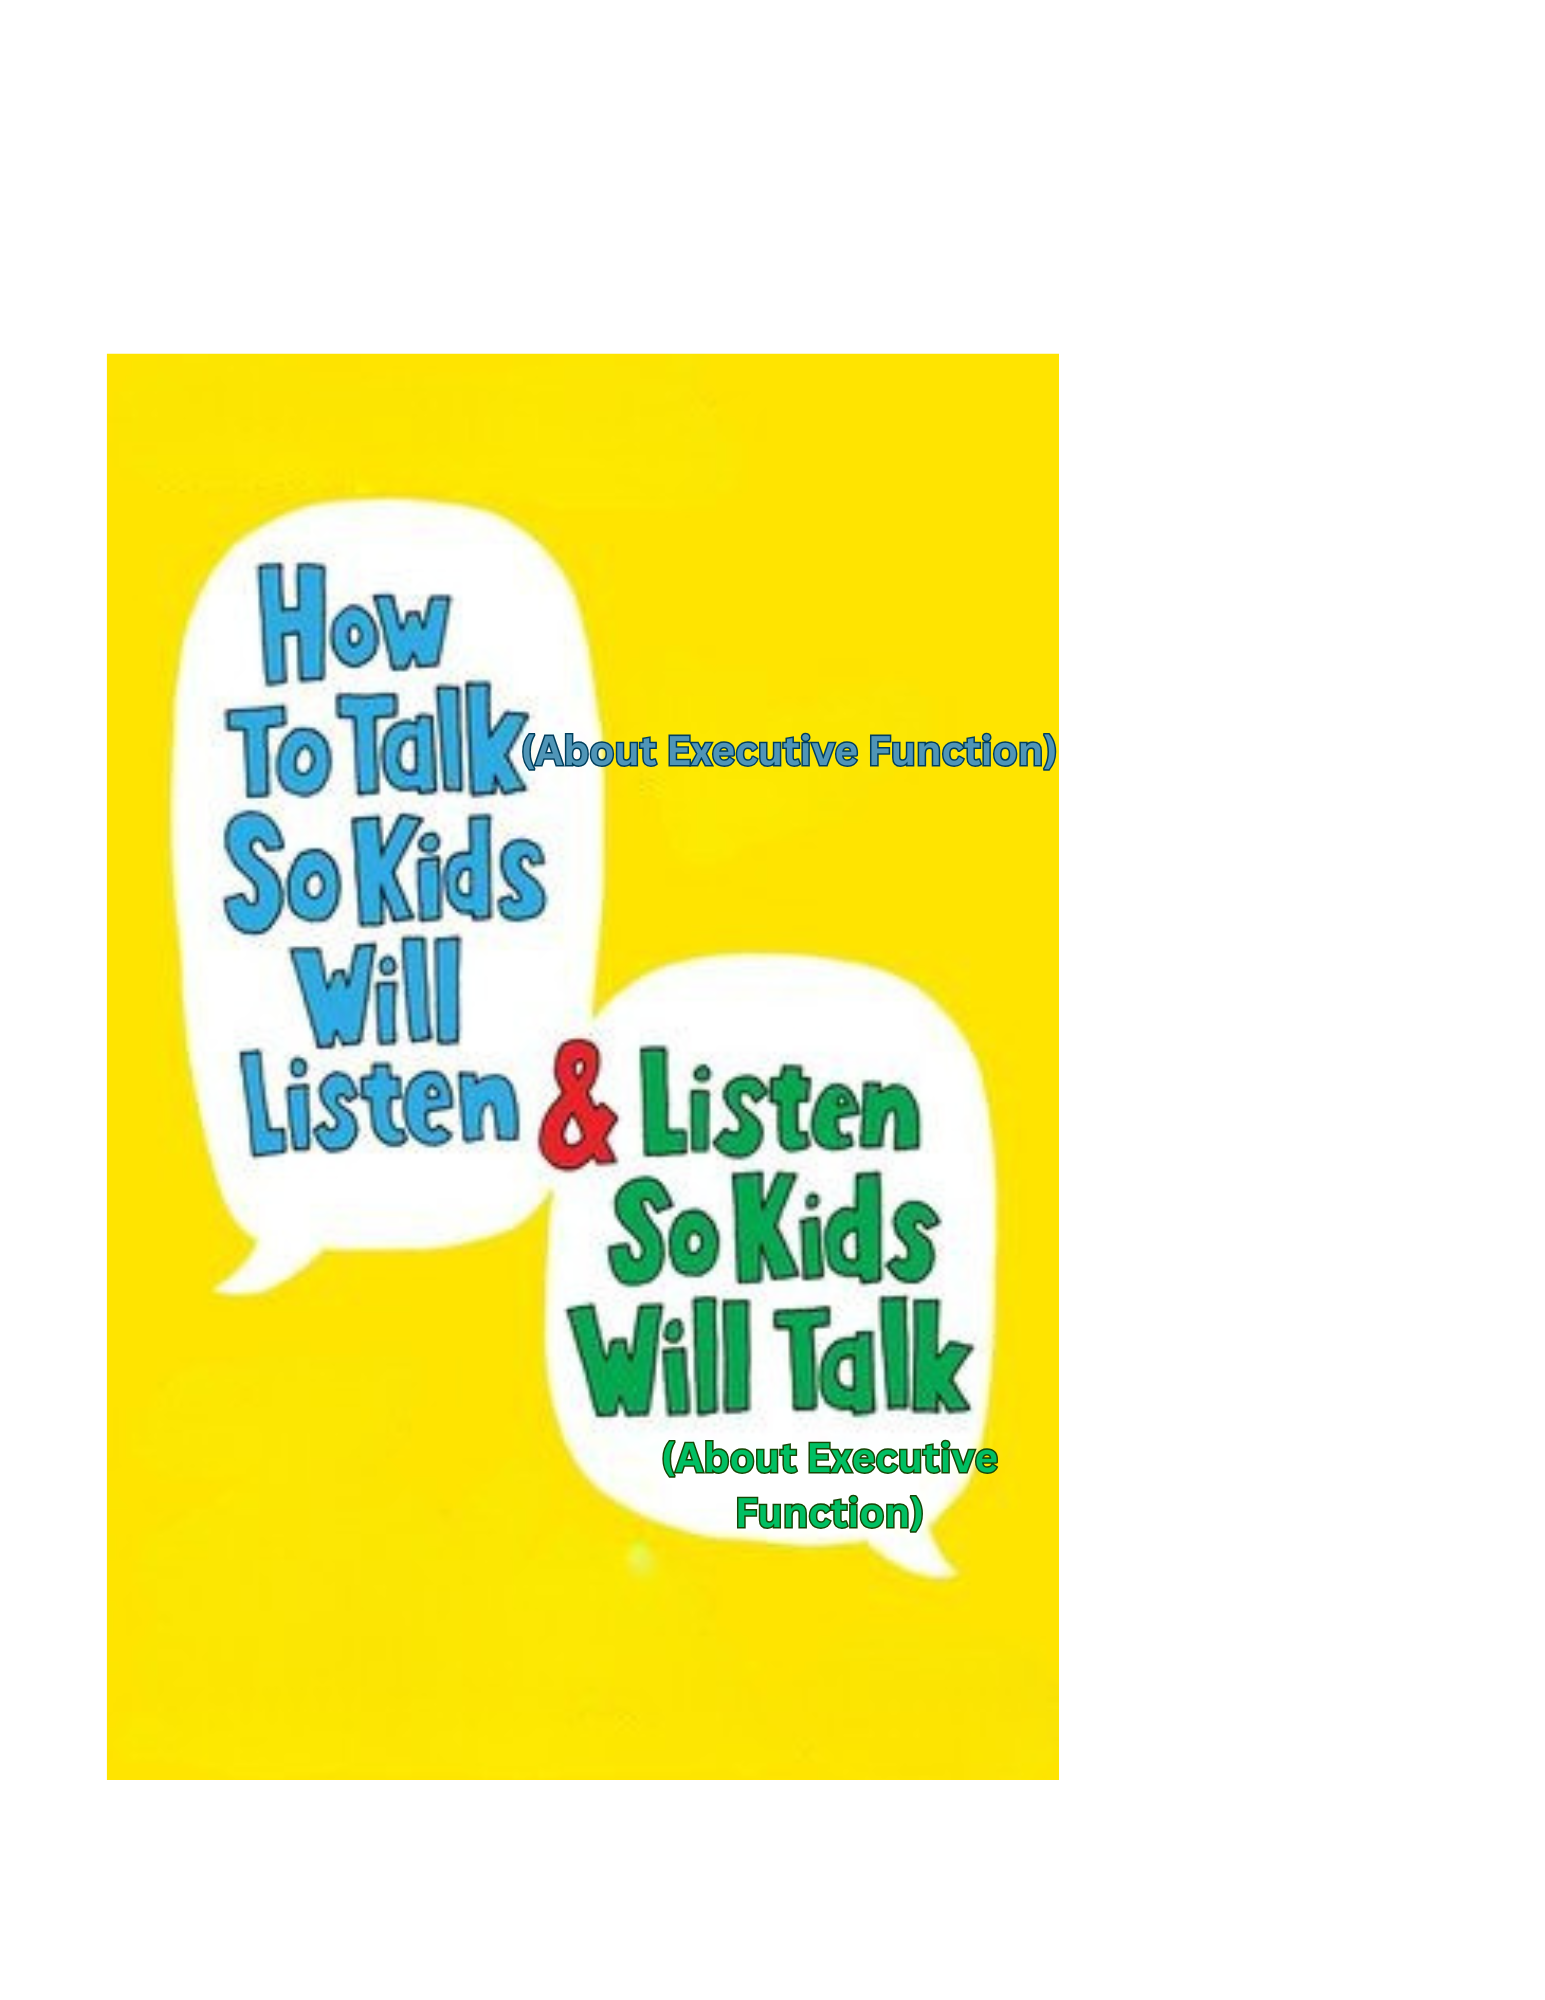 How
To Talk (About Executive Function)
So Kids
Will
Listen & Listen
So Kids
Will Talk
(About Executive
Function)